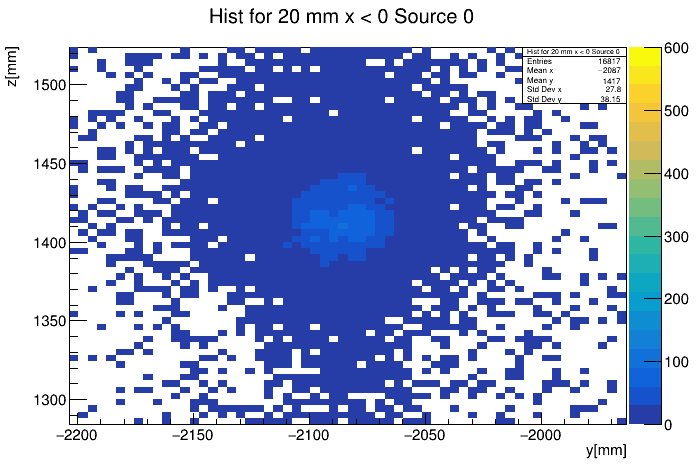 Hist for 20 mm x < 0 Source 0
z[mm]
Hist for 20 mm x < 0 Source 0
Entries 16817
Mean x −2087
Mean y 1417
Std Dev x 27.8
Std Dev y 38.15
600
500
400
300
200
100
0
1500
1450
1400
1350
1300
−2200 −2150 −2100 −2050 −2000
y[mm]